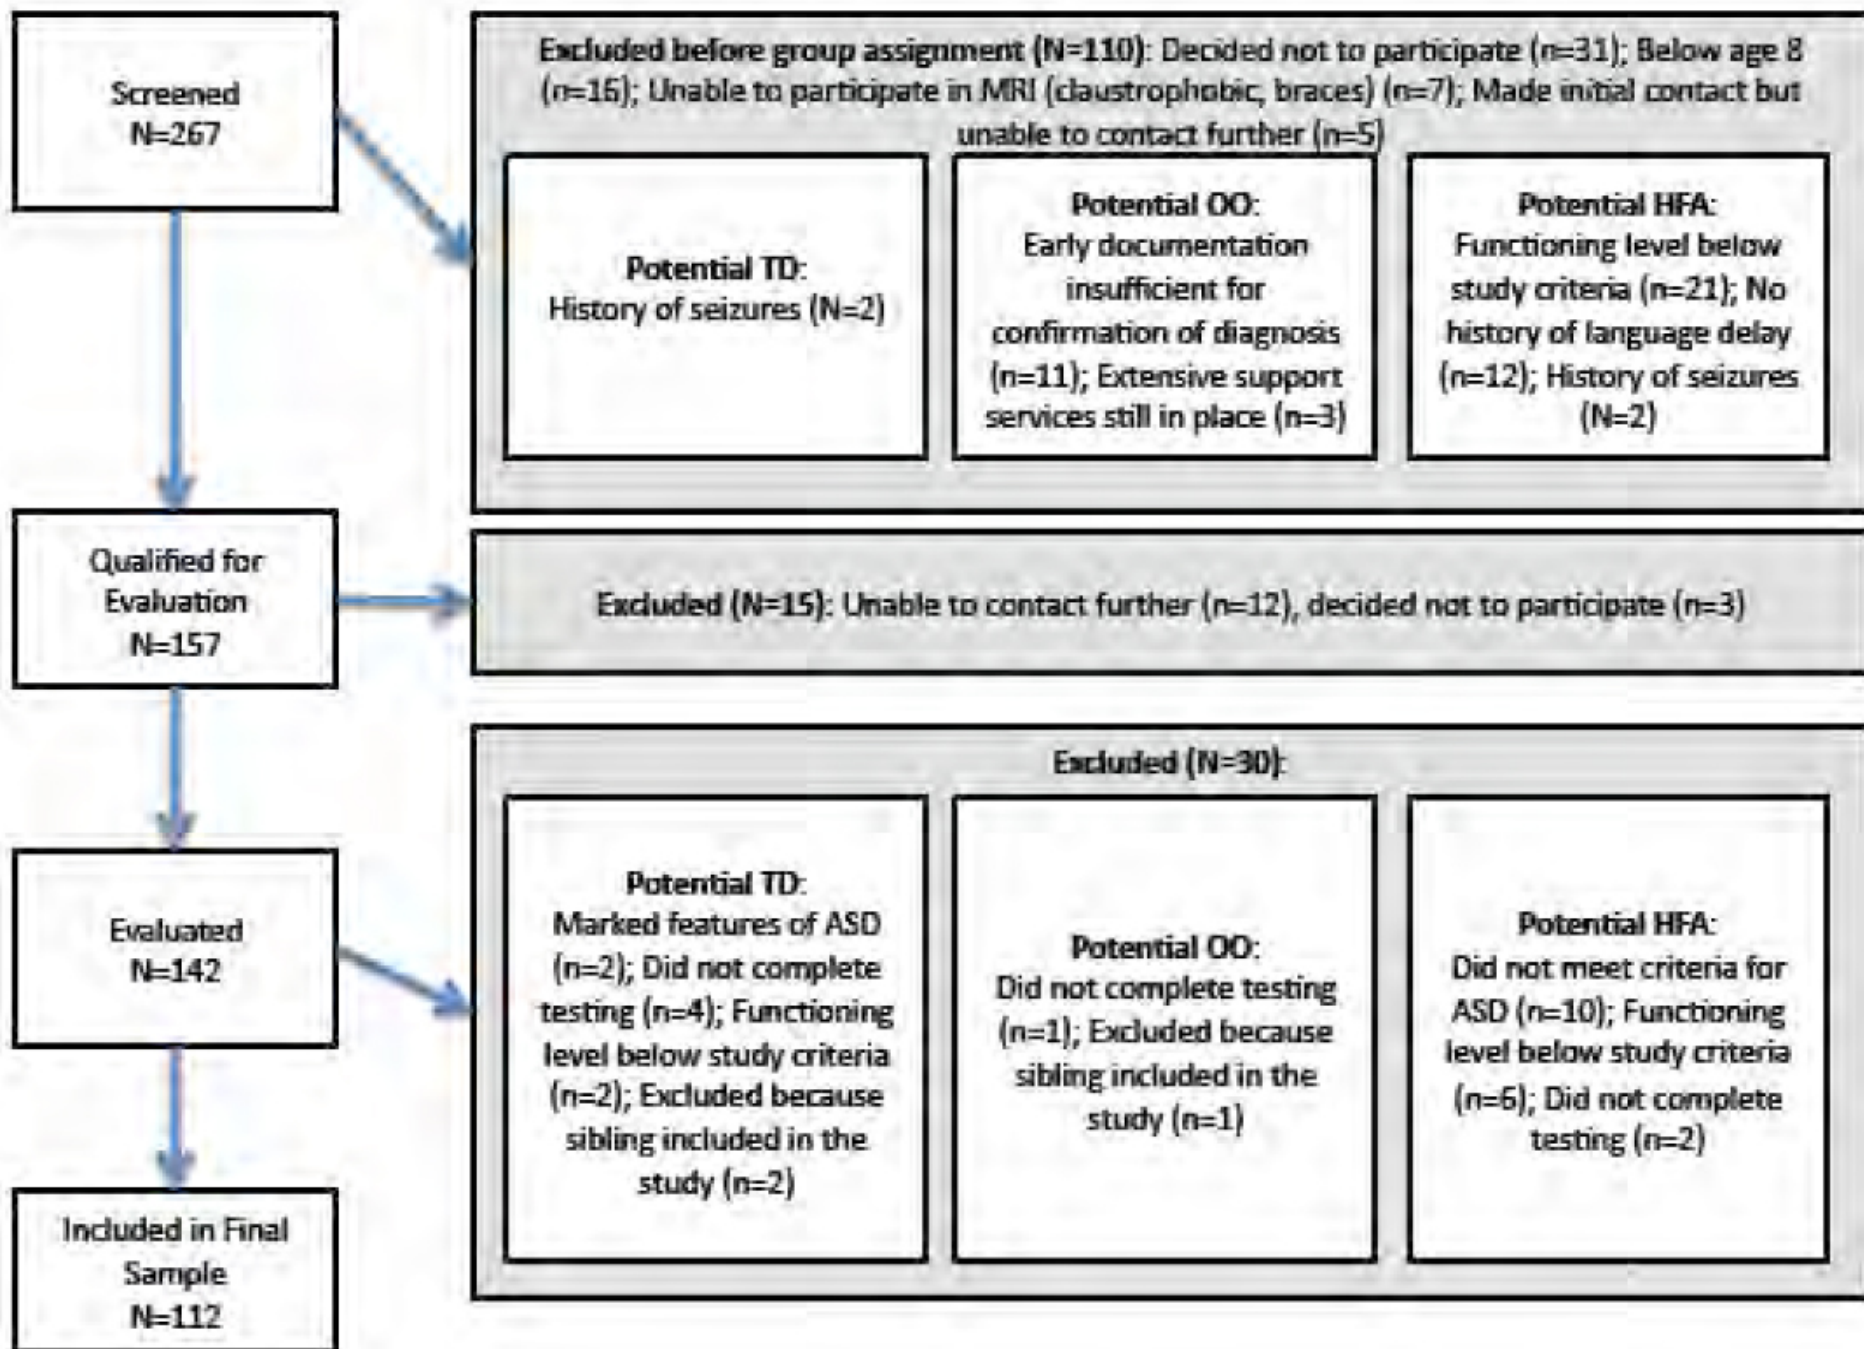 Screened
N=267
Excluded before group assignment (N=110): Decided not to participate (n=31); Below age 8
(n=16); Unable to participate in MRI (claustrophobic, braces) (n=7); Made initial contact but
unable to contact further (n=5)
Potential TD:
History of seizures (N=2)
Potential OO:
Early documentation
insufficient for
confirmation of diagnosis
(n=11); Extensive support
services still in place (n=3)
Potential HFA:
Functioning level below
study criteria (n=21); No
history of language delay
(n=12); History of seizures
(N=2)
Qualified for
Evaluation
N=157
Excluded (N=15): Unable to contact further (n=12), decided not to participate (n=3)
Evaluated
N=142
Excluded (N=30):
Potential TD:
Marked features of ASD
(n=2); Did not complete
testing (n=4); Functioning
level below study criteria
(n=2); Excluded because
sibling included in the
study (n=2)
Potential OO:
Did not complete testing
(n=1); Excluded because
sibling included in the
study (n=1)
Potential HFA:
Did not meet criteria for
ASD (n=10); Functioning
level below study criteria
(n=6); Did not complete
testing (n=2)
Included in Final
Sample
N=112